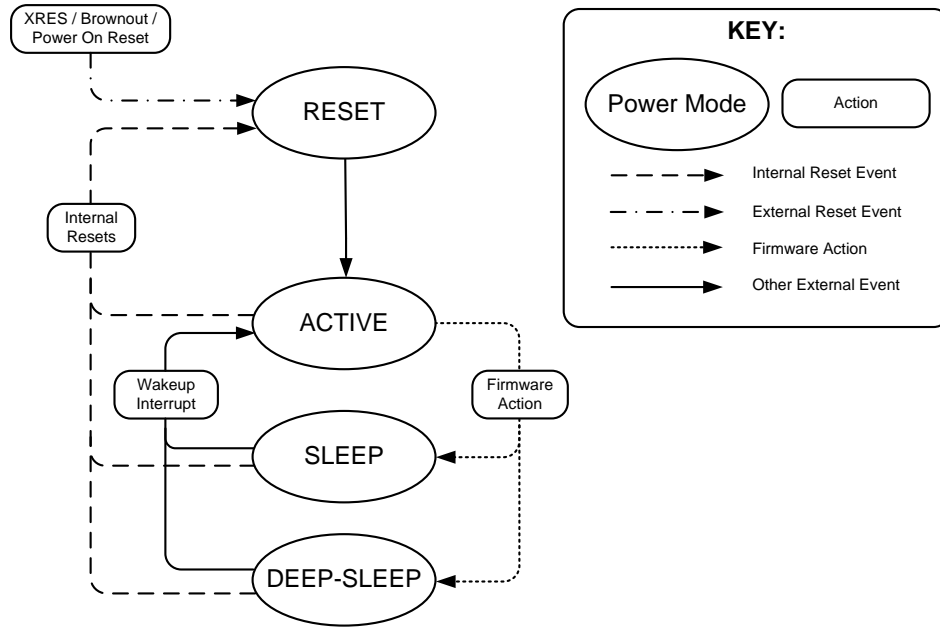 XRES / Brownout /
Power On Reset
RESET
Internal
Resets
ACTIVE
Wakeup
Interrupt
Firmware
Action
SLEEP
DEEP-SLEEP
KEY:
Power Mode
Action
Internal Reset Event
External Reset Event
Firmware Action
Other External Event